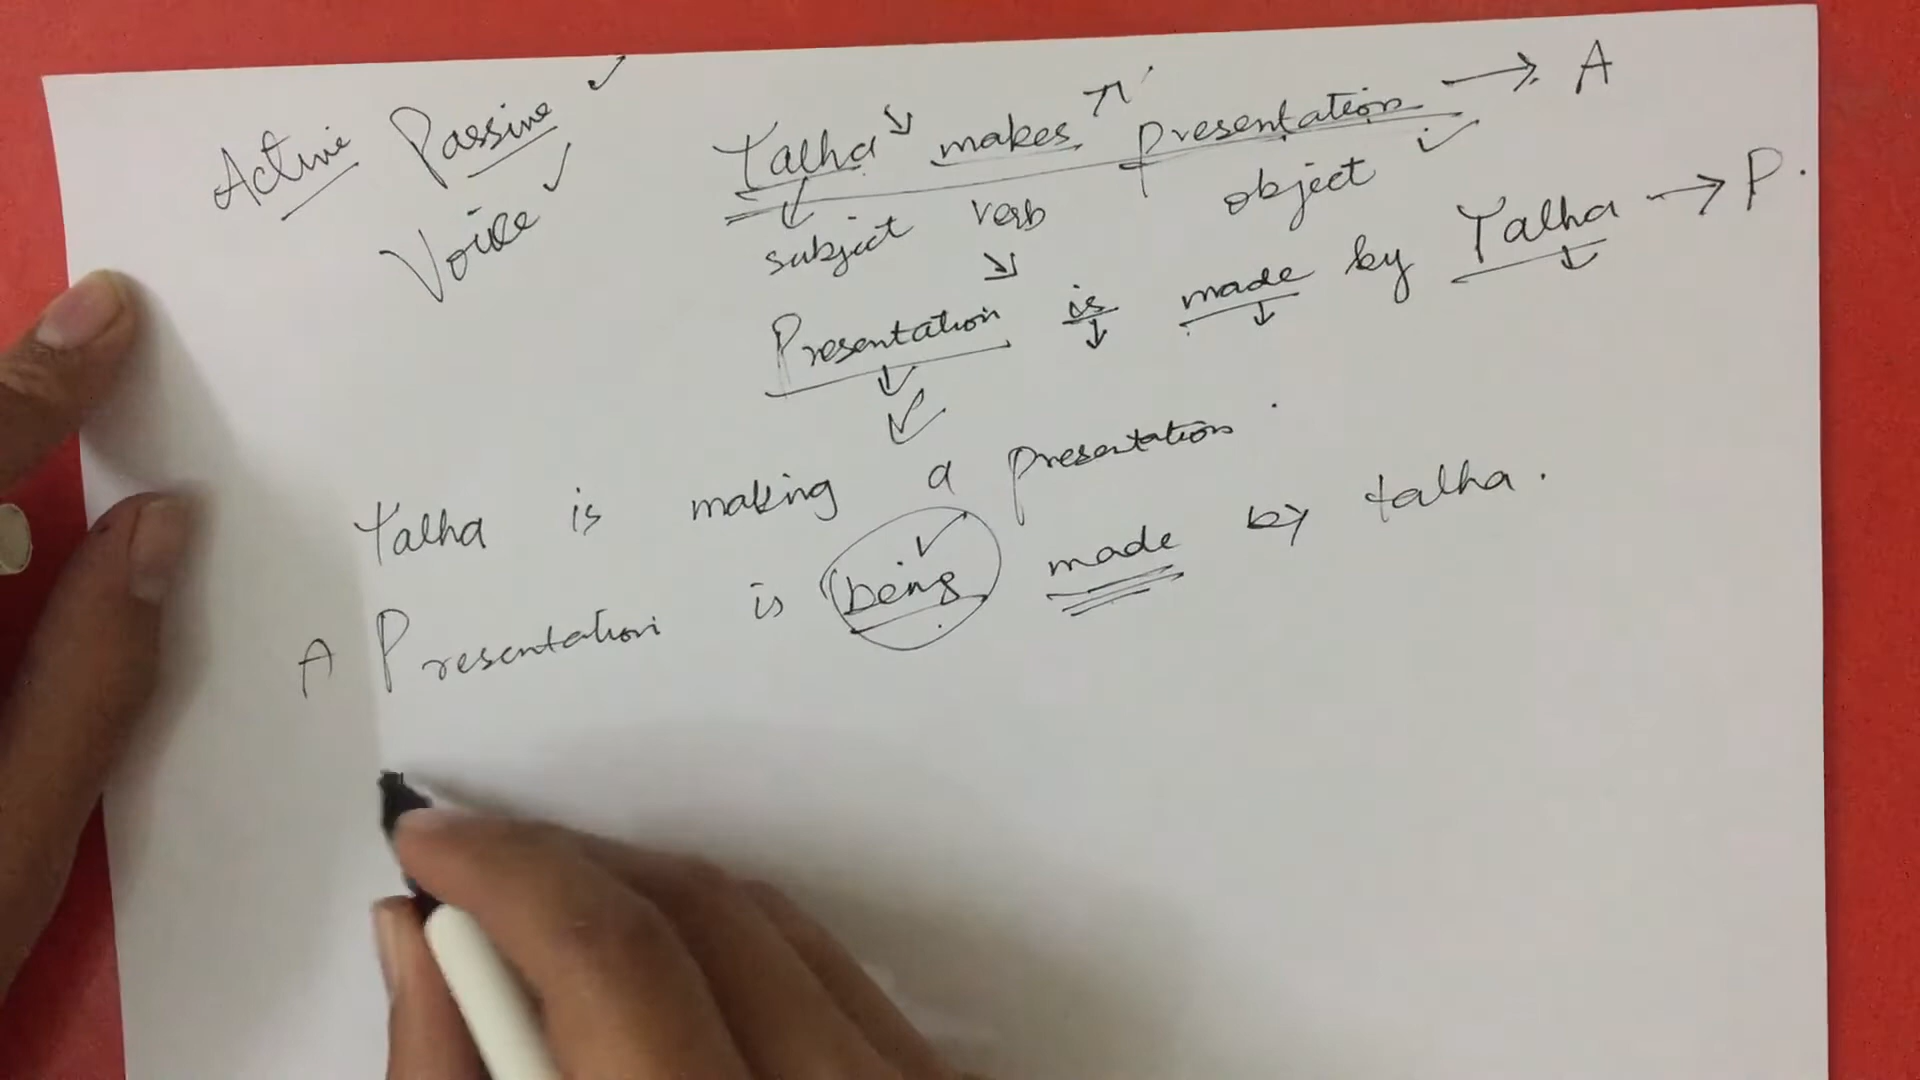 Active Passive
Voice
Talha makes presentation → A
subject verb object
Presentation is made by Talha → P.
Talha is making a presentation.
A Presentation is being made by talha.